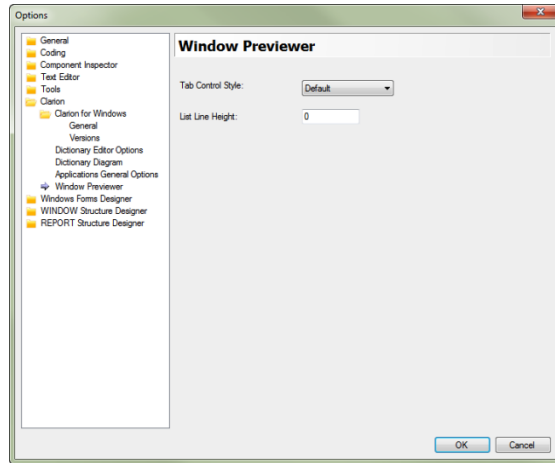 Options
General
Coding
Component Inspector
Text Editor
Tools
Clarion
Clarion for Windows
General
Versions
Dictionary Editor Options
Dictionary Diagram
Applications General Options
Window Previewer
Windows Forms Designer
WINDOW Structure Designer
REPORT Structure Designer
Window Previewer
Tab Control Style: Default
List Line Height: 0
OK Cancel